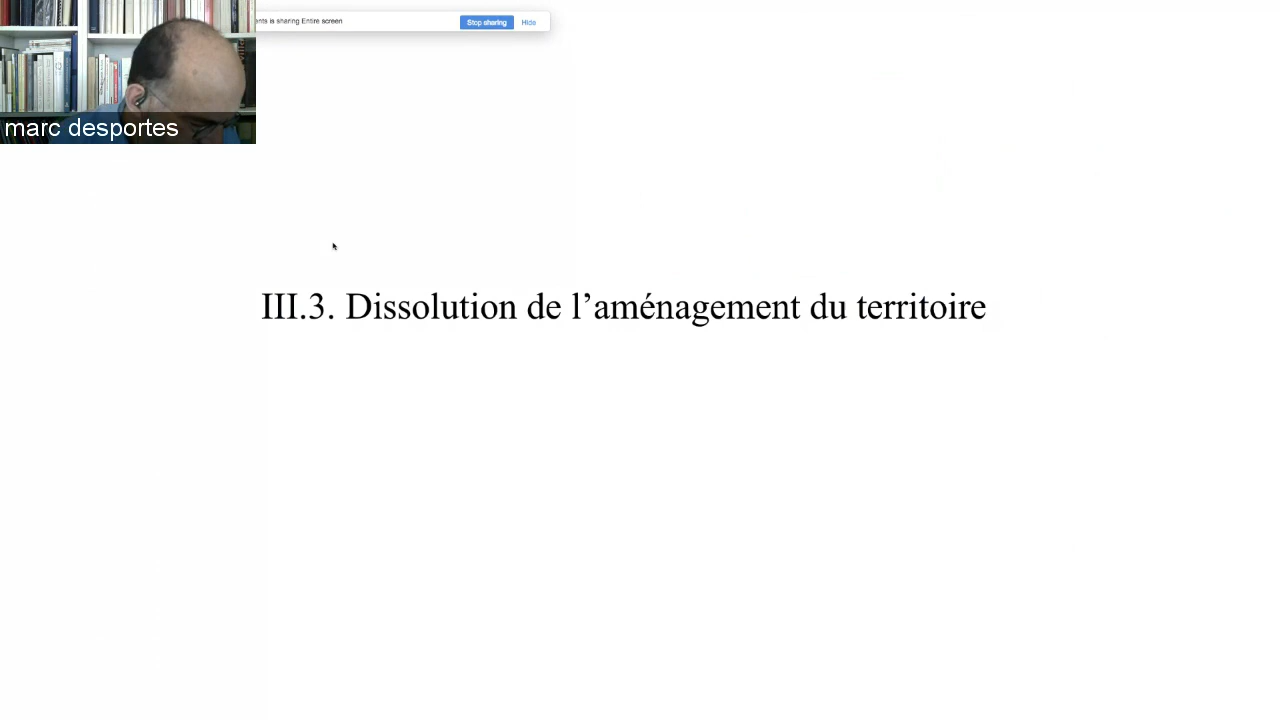 ents is sharing Entire screen
Stop sharing
Hide
marc desportes
III.3. Dissolution de l’aménagement du territoire